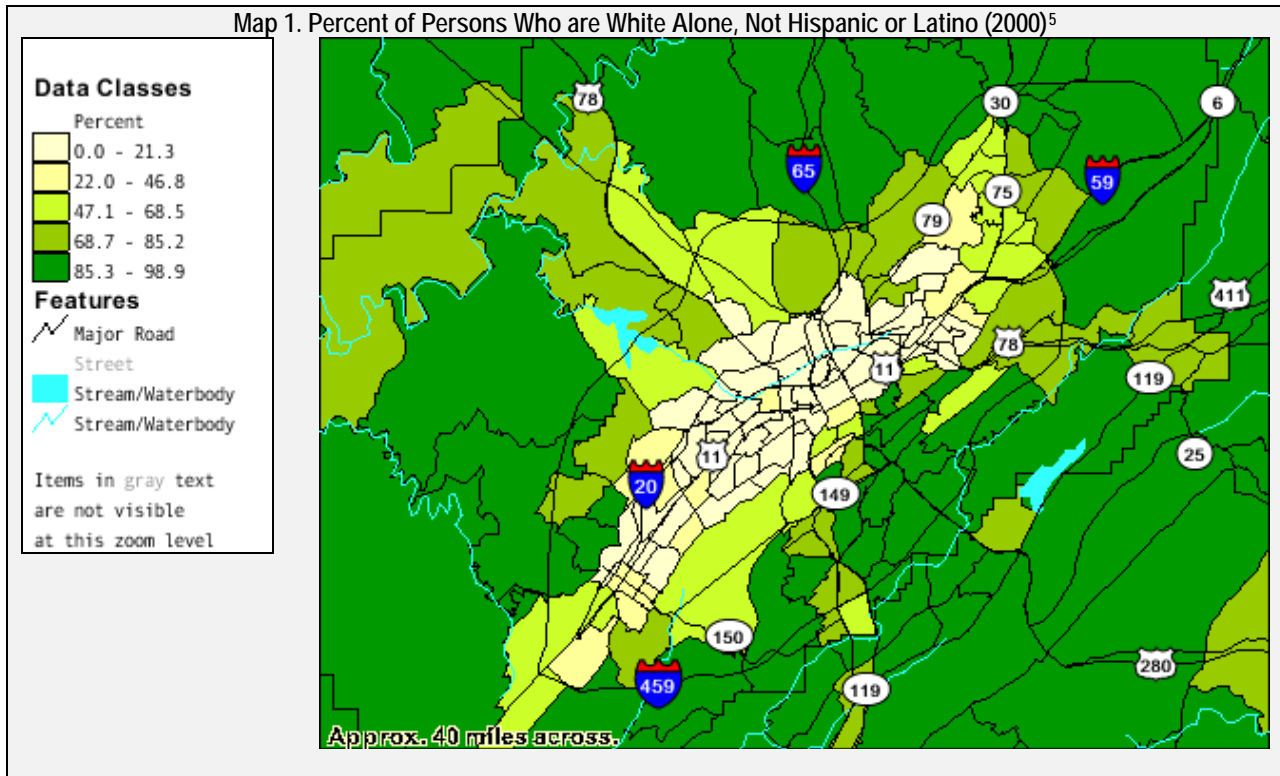 Map 1. Percent of Persons Who are White Alone, Not Hispanic or Latino (2000)⁵
Data Classes
Percent
0.0 - 21.3
22.0 - 46.8
47.1 - 68.5
68.7 - 85.2
85.3 - 98.9
Features
Major Road
Street
Stream/Waterbody
Stream/Waterbody
Items in gray text
are not visible
at this zoom level
78
30
6
65
59
75
79
411
78
11
119
25
11
20
149
150
280
459
119
Approx. 40 miles across.